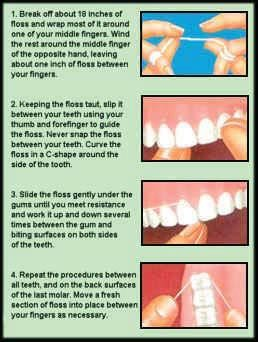 1. Break off about 18 inches of
floss and wrap most of it around
one of your middle fingers. Wind
the rest around the middle finger
of the opposite hand, leaving
about one inch of floss between
your fingers.
2. Keeping the floss taut, slip it
between your teeth using your
thumb and forefinger to guide
the floss. Never snap the floss
between your teeth. Curve the
floss in a C-shape around the
side of the tooth.
3. Slide the floss gently under the
gums until you meet resistance
and work it up and down several
times between the gum and
biting surfaces on both sides
of the teeth.
4. Repeat the procedures between
all teeth, and on the back surfaces
of the last molar. Move a fresh
section of floss into place between
your fingers as necessary.